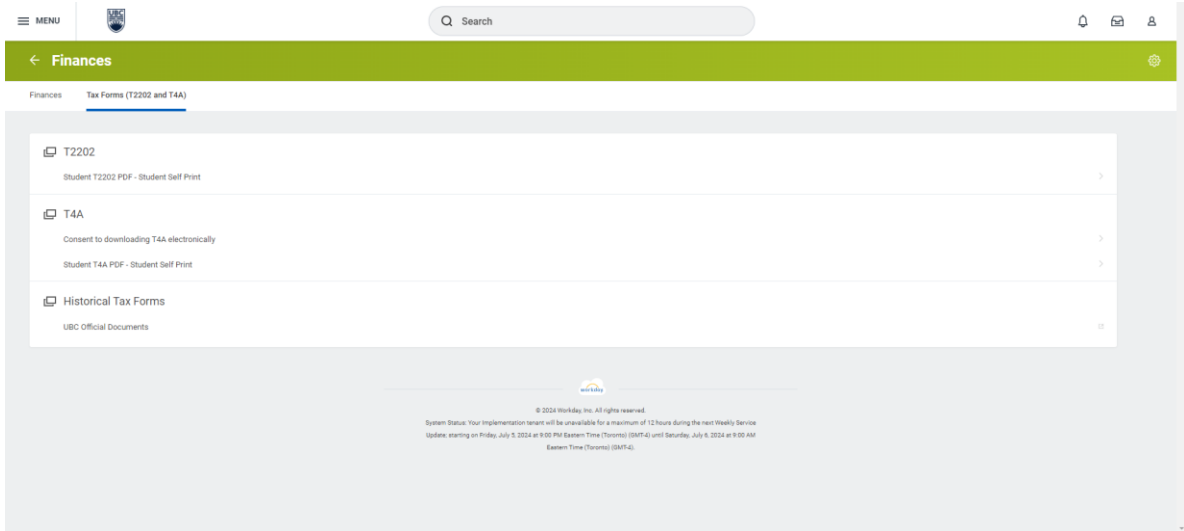 MENU
UBC
Search
Finances
Finances
Tax Forms (T2202 and T4A)
T2202
Student T2202 PDF - Student Self Print
T4A
Consent to downloading T4A electronically
Student T4A PDF - Student Self Print
Historical Tax Forms
UBC Official Documents
workday
© 2024 Workday, Inc. All rights reserved.
System Status: Your Implementation tenant will be unavailable for a maximum of 12 hours during the next Weekly Service
Update; starting on Friday, July 5, 2024 at 9:00 PM Eastern Time (Toronto) (GMT-4) until Saturday, July 6, 2024 at 9:00 AM
Eastern Time (Toronto) (GMT-4).